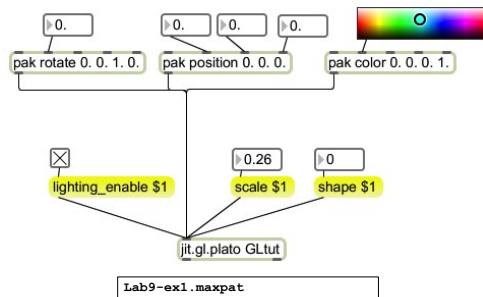 0. 0. 0. 0.
pak rotate 0. 0. 1. 0. pak position 0. 0. 0. pak color 0. 0. 0. 1.
0.26 0
lighting_enable $1 scale $1 shape $1
jit.gl.plato GLtut
Lab9-ex1.maxpat